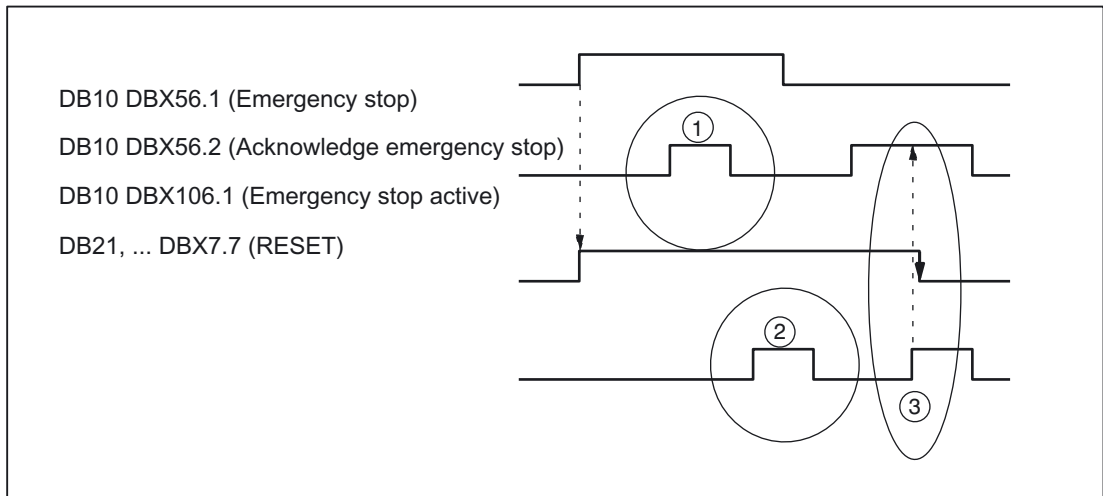 DB10 DBX56.1 (Emergency stop)
DB10 DBX56.2 (Acknowledge emergency stop)
DB10 DBX106.1 (Emergency stop active)
DB21, ... DBX7.7 (RESET)
1
2
3